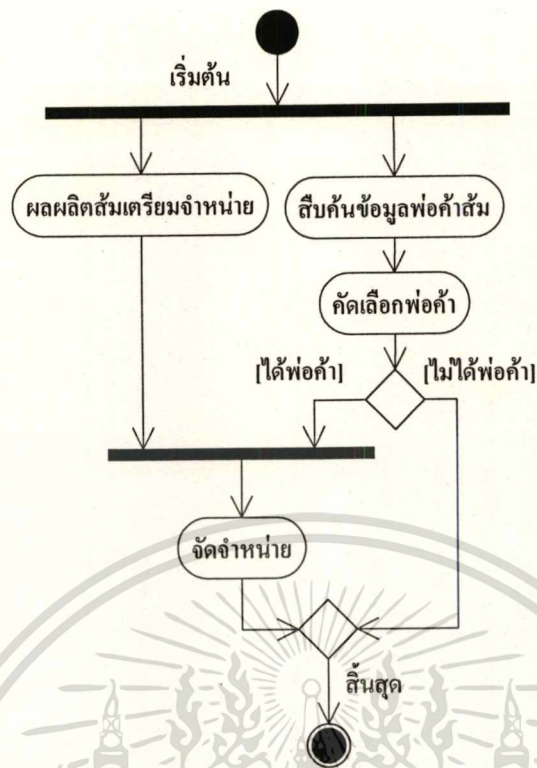 เริ่มต้น
ผลผลิตส้มเตรียมจำหน่าย
สืบค้นข้อมูลพ่อค้าส้ม
คัดเลือกพ่อค้า
[ได้พ่อค้า]
[ไม่ได้พ่อค้า]
จัดจำหน่าย
สิ้นสุด